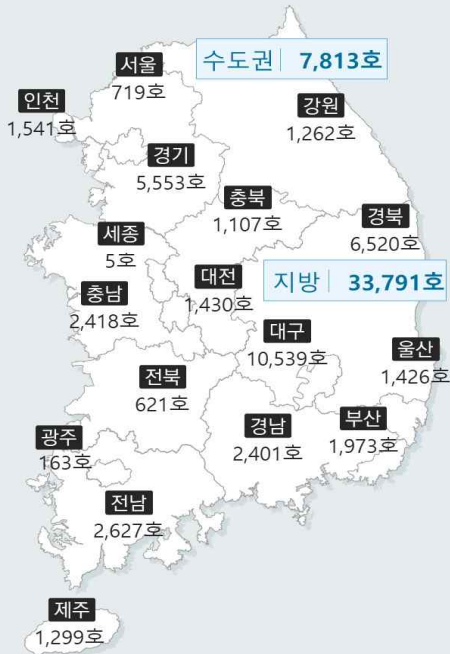 수도권 7,813호
서울
719호
인천
1,541호
강원
1,262호
경기
5,553호
충북
1,107호
경북
6,520호
세종
5호
대전
1,430호
지방 33,791호
충남
2,418호
대구
10,539호
울산
1,426호
전북
621호
경남
2,401호
부산
1,973호
광주
163호
전남
2,627호
제주
1,299호